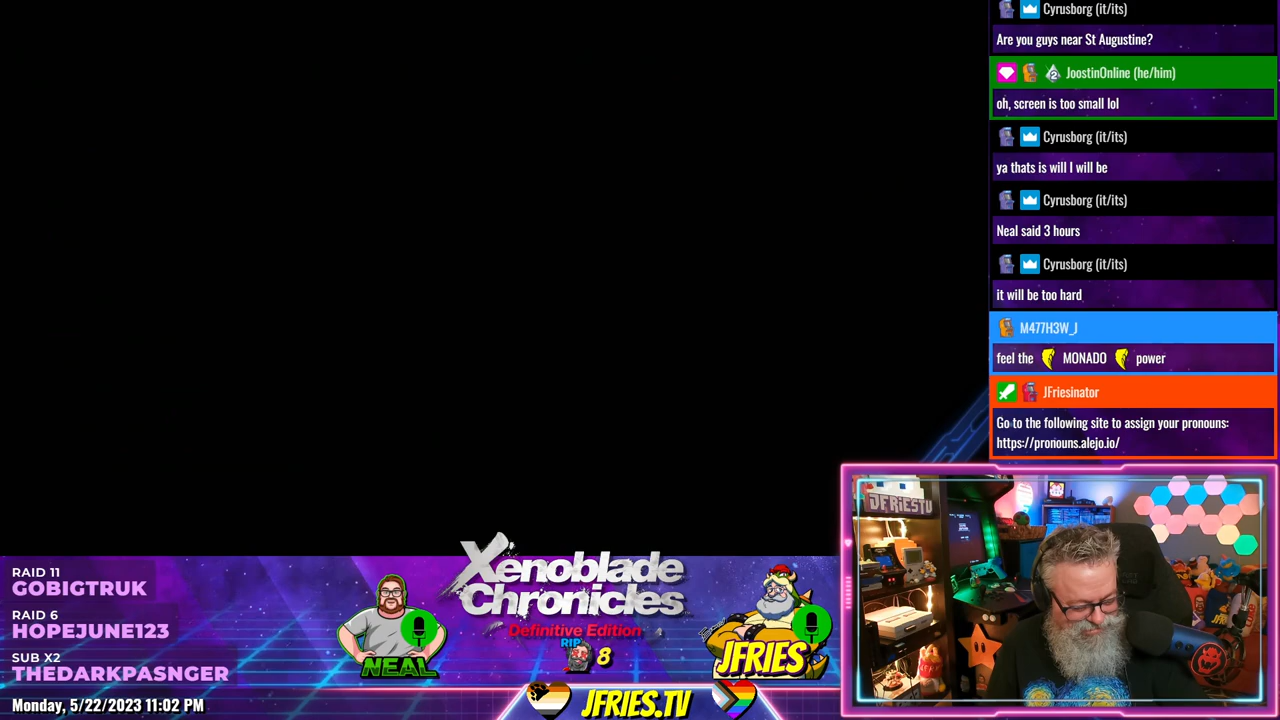 Cyrusborg (it/its)
Are you guys near St Augustine?
2 JoostinOnline (he/him)
oh, screen is too small lol
Cyrusborg (it/its)
ya thats is will I will be
Cyrusborg (it/its)
Neal said 3 hours
Cyrusborg (it/its)
it will be too hard
M477H3W_J
feel the MONADO power
JFriesinator
Go to the following site to assign your pronouns:
https://pronouns.alejo.io/
JFRIESTV
RAID 11
GOBIGTRUK
RAID 6
HOPEJUNE123
SUB X2
THEDARKPASNGER
Monday, 5/22/2023 11:02 PM
NEAL
Xenoblade
Chronicles
Definitive Edition
RIP
8
JFRIES
JFRIES.TV